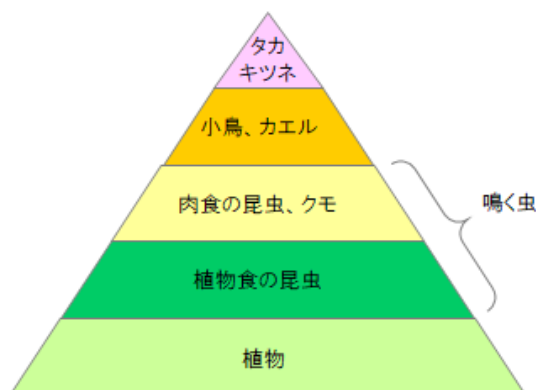 タカ
キツネ
小鳥、カエル
肉食の昆虫、クモ
鳴く虫
植物食の昆虫
植物